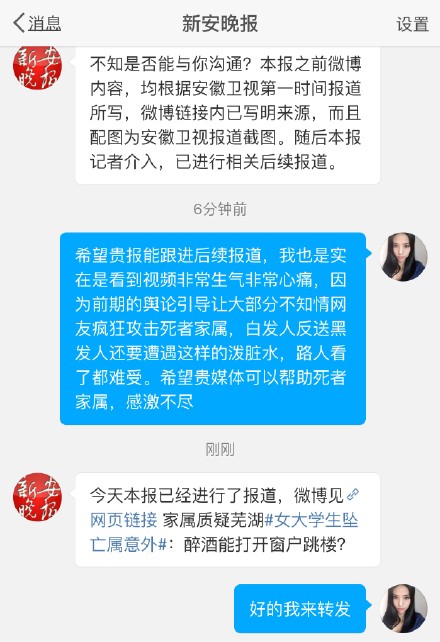 消息
新安晚报
设置
新安
晚报
不知是否能与你沟通？本报之前微博
内容，均根据安徽卫视第一时间报道
所写，微博链接内已写明来源，而且
配图为安徽卫视报道截图。随后本报
记者介入，已进行相关后续报道。
6分钟前
希望贵报能跟进后续报道，我也是实
在是看到视频非常生气非常心痛，因
为前期的舆论引导让大部分不知情网
友疯狂攻击死者家属，白发人反送黑
发人还要遭遇这样的泼脏水，路人看
了都难受。希望贵媒体可以帮助死者
家属，感激不尽
刚刚
新安
晚报
今天本报已经进行了报道，微博见
网页链接 家属质疑芜湖#女大学生坠
亡属意外#：醉酒能打开窗户跳楼？
好的我来转发